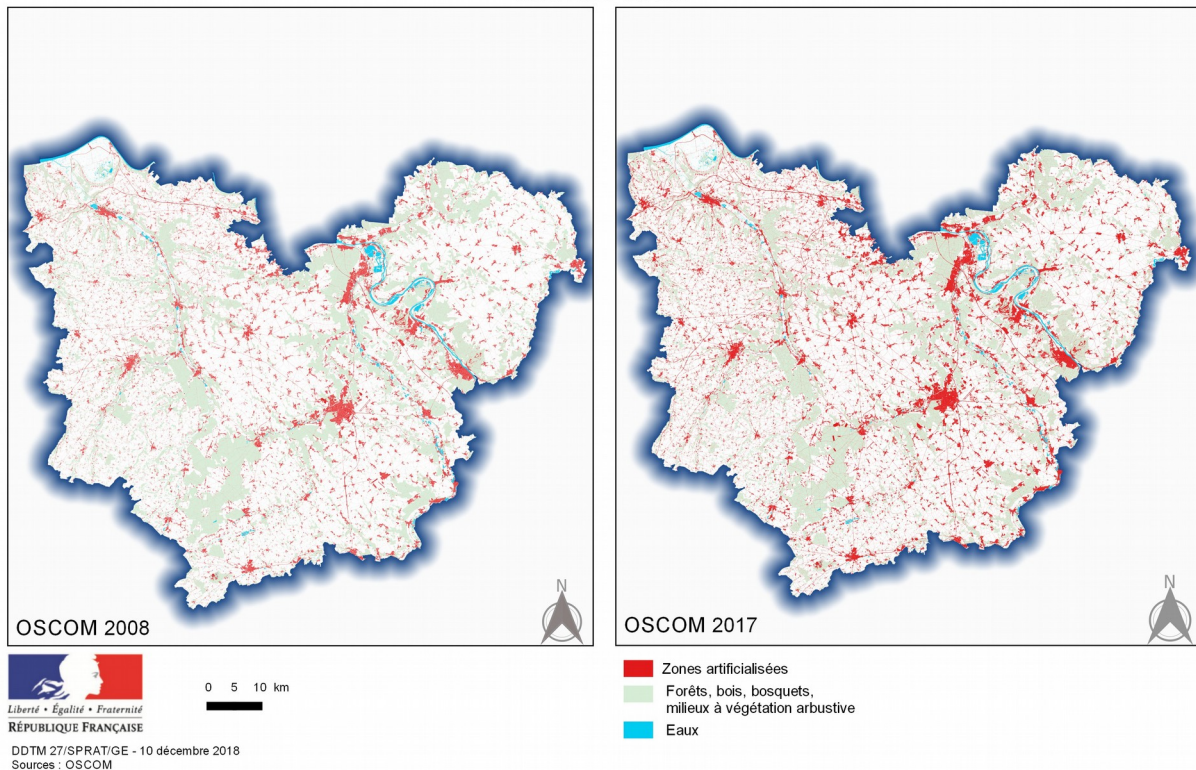 N
OSCOM 2008
N
OSCOM 2017
Liberté • Égalité • Fraternité
RÉPUBLIQUE FRANÇAISE
0 5 10 km
DDTM 27/SPRAT/GE - 10 décembre 2018
Sources : OSCOM
Zones artificialisées
Forêts, bois, bosquets,
milieux à végétation arbustive
Eaux